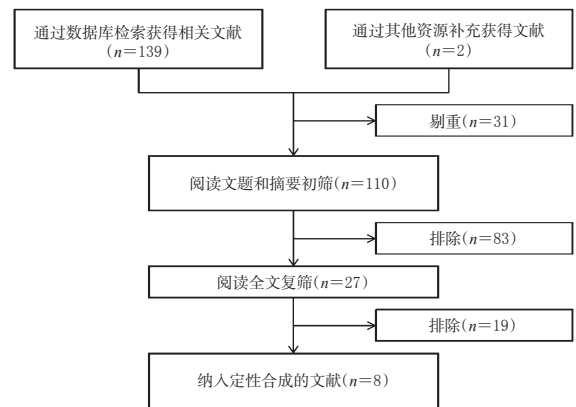 通过数据库检索获得相关文献
(n=139)
通过其他资源补充获得文献
(n=2)
剔重(n=31)
阅读文题和摘要初筛(n=110)
排除(n=83)
阅读全文复筛(n=27)
排除(n=19)
纳入定性合成的文献(n=8)